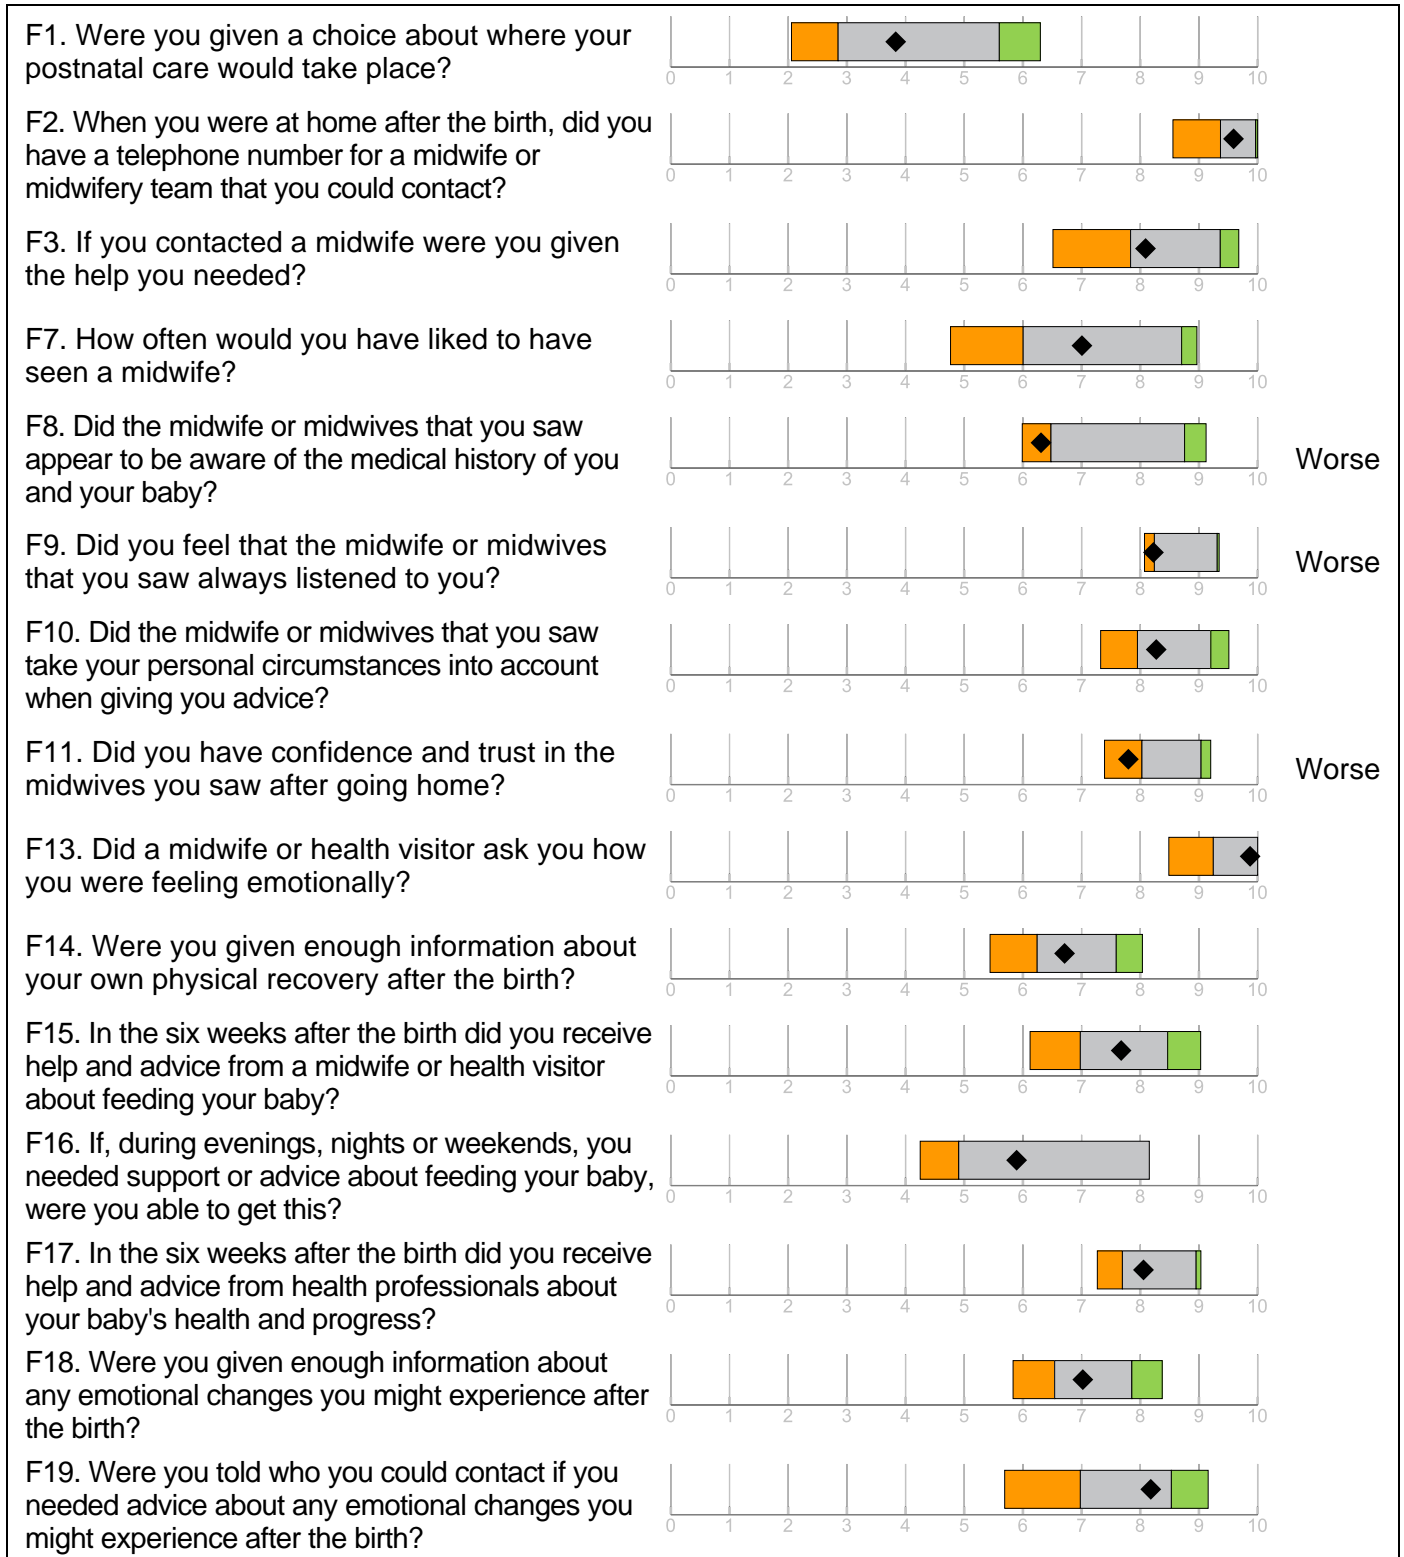 F1. Were you given a choice about where your
postnatal care would take place?
0 1 2 3 4 5 6 7 8 9 10
F2. When you were at home after the birth, did you
have a telephone number for a midwife or
midwifery team that you could contact?
0 1 2 3 4 5 6 7 8 9 10
F3. If you contacted a midwife were you given
the help you needed?
0 1 2 3 4 5 6 7 8 9 10
F7. How often would you have liked to have
seen a midwife?
0 1 2 3 4 5 6 7 8 9 10
F8. Did the midwife or midwives that you saw
appear to be aware of the medical history of you
and your baby?
0 1 2 3 4 5 6 7 8 9 10
Worse
F9. Did you feel that the midwife or midwives
that you saw always listened to you?
0 1 2 3 4 5 6 7 8 9 10
Worse
F10. Did the midwife or midwives that you saw
take your personal circumstances into account
when giving you advice?
0 1 2 3 4 5 6 7 8 9 10
F11. Did you have confidence and trust in the
midwives you saw after going home?
0 1 2 3 4 5 6 7 8 9 10
Worse
F13. Did a midwife or health visitor ask you how
you were feeling emotionally?
0 1 2 3 4 5 6 7 8 9 10
F14. Were you given enough information about
your own physical recovery after the birth?
0 1 2 3 4 5 6 7 8 9 10
F15. In the six weeks after the birth did you receive
help and advice from a midwife or health visitor
about feeding your baby?
0 1 2 3 4 5 6 7 8 9 10
F16. If, during evenings, nights or weekends, you
needed support or advice about feeding your baby,
were you able to get this?
0 1 2 3 4 5 6 7 8 9 10
F17. In the six weeks after the birth did you receive
help and advice from health professionals about
your baby's health and progress?
0 1 2 3 4 5 6 7 8 9 10
F18. Were you given enough information about
any emotional changes you might experience after
the birth?
0 1 2 3 4 5 6 7 8 9 10
F19. Were you told who you could contact if you
needed advice about any emotional changes you
might experience after the birth?
0 1 2 3 4 5 6 7 8 9 10